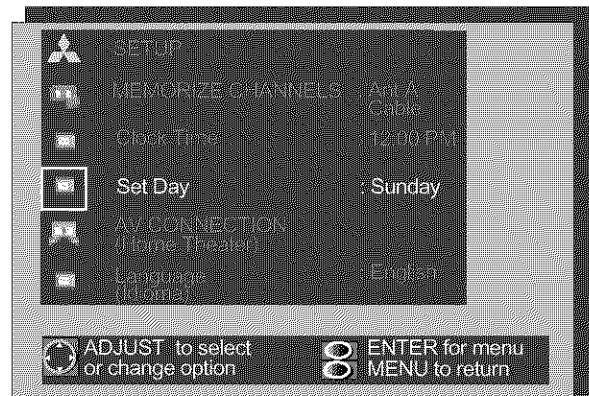 SETUP
MEMORIZE CHANNELS : Ant A
Cable
Clock Time : 12:00 PM
Set Day : Sunday
AV CONNECTION
(Home Theater)
Language : English
(Idioma)
ADJUST to select
or change option
ENTER for menu
MENU to return